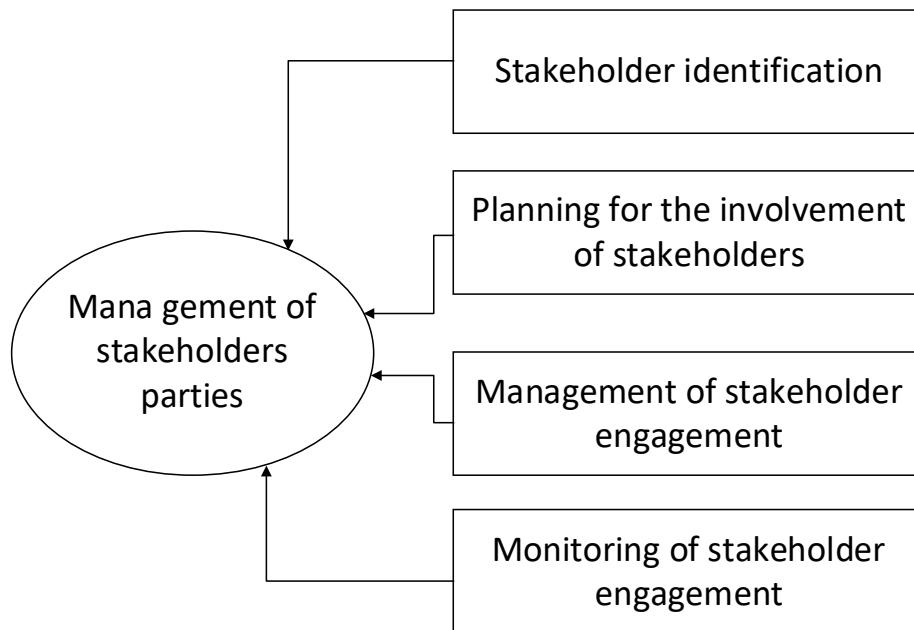 Stakeholder identification
Planning for the involvement
of stakeholders
Mana gement of
stakeholders
parties
Management of stakeholder
engagement
Monitoring of stakeholder
engagement